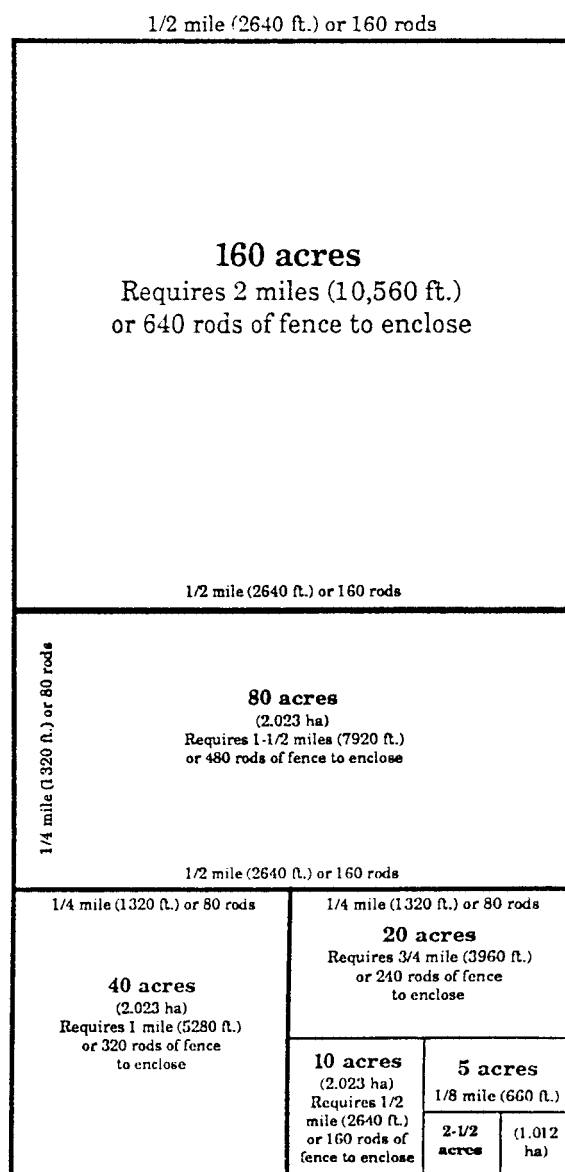 1/2 mile (2640 ft.) or 160 rods
160 acres
Requires 2 miles (10,560 ft.)
or 640 rods of fence to enclose
1/2 mile (2640 ft.) or 160 rods
1/4 mile (1320 ft.) or 80 rods
80 acres
(2.023 ha)
Requires 1-1/2 miles (7920 ft.)
or 480 rods of fence to enclose
1/2 mile (2640 ft.) or 160 rods
1/4 mile (1320 ft.) or 80 rods
40 acres
(2.023 ha)
Requires 1 mile (5280 ft.)
or 320 rods of fence
to enclose
1/4 mile (1320 ft.) or 80 rods
20 acres
Requires 3/4 mile (3960 ft.)
or 240 rods of fence
to enclose
10 acres
(2.023 ha)
Requires 1/2
mile (2640 ft.)
or 160 rods of
fence to enclose
5 acres
1/8 mile (660 ft.)
2-1/2
acres
(1.012
ha)